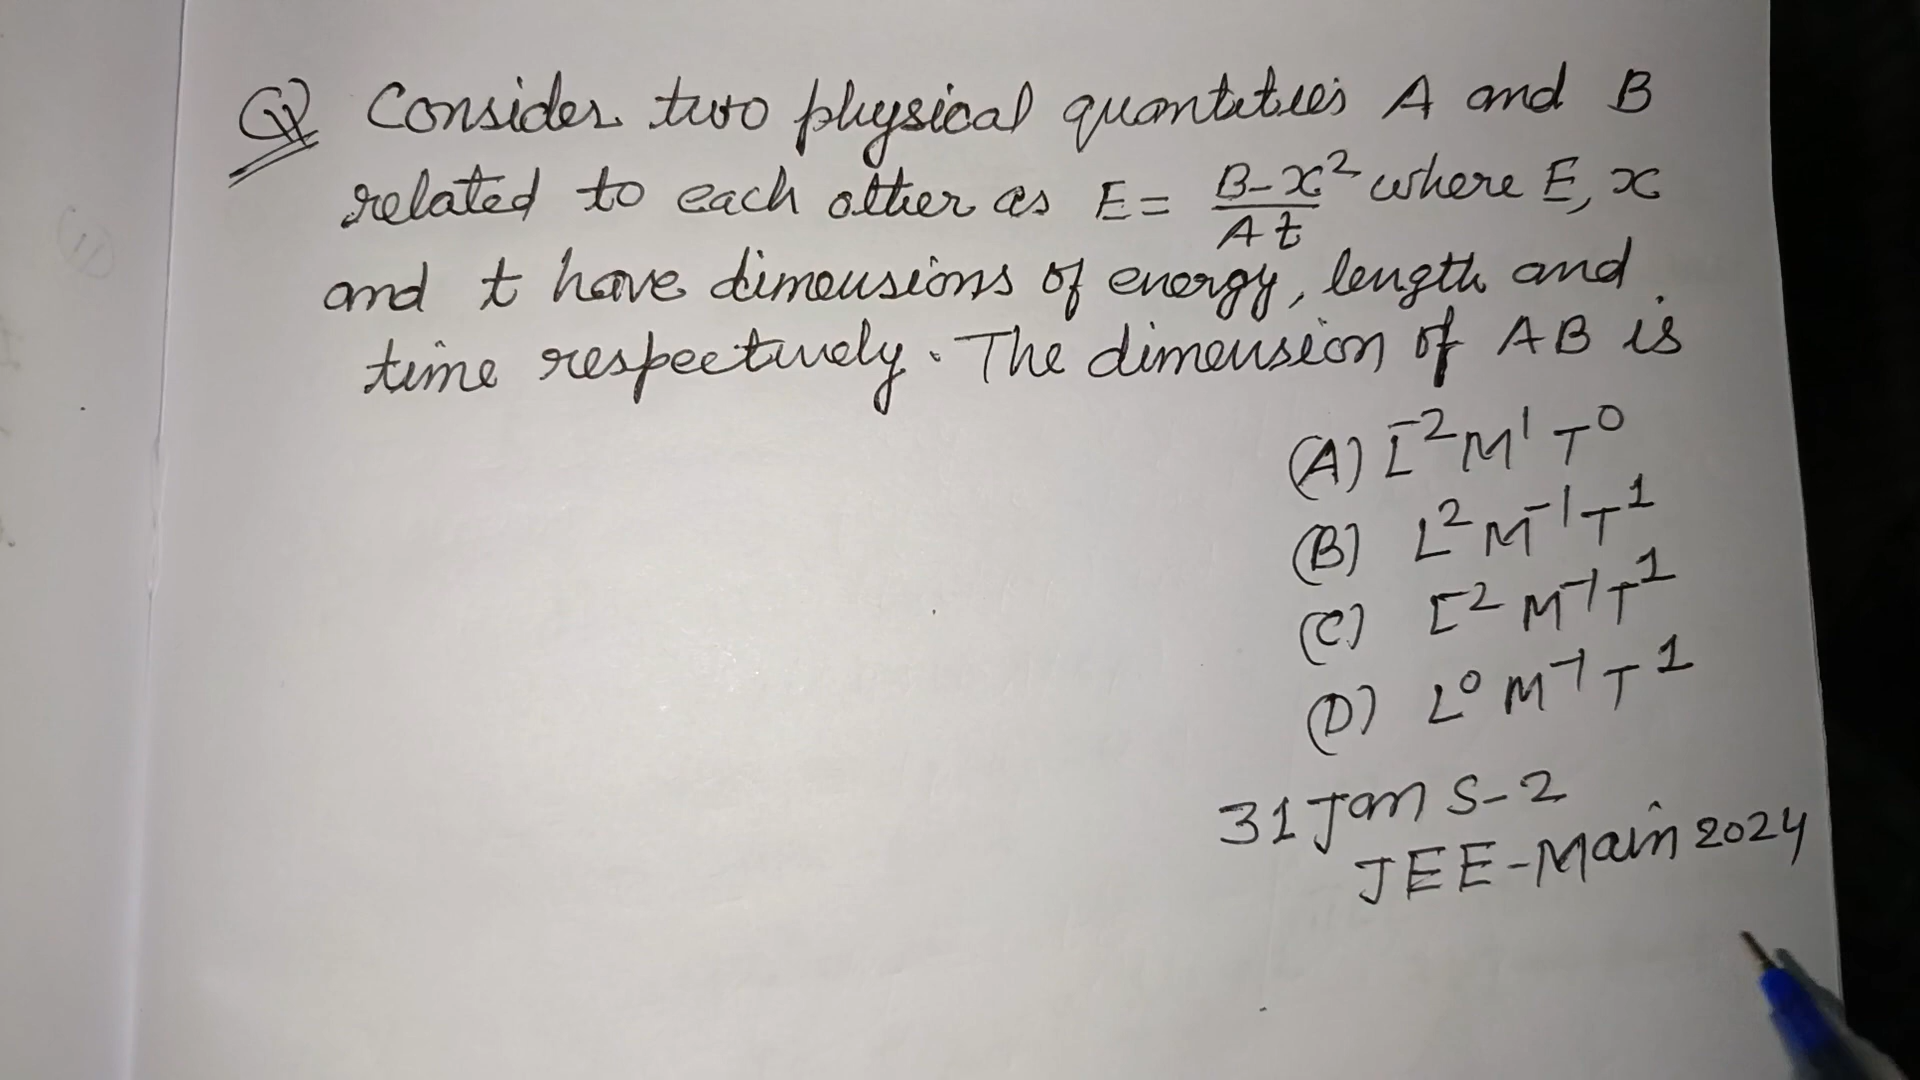 Q Consider two physical quantities A and B
related to each other as E = B-x²/At where E, x
and t have dimensions of energy, length and
time respectively. The dimension of AB is
(A) L⁻²M¹T⁰
(B) L²M⁻¹T¹
(C) L⁻²M⁻¹T¹
(D) L⁰M⁻¹T¹
31 Jan S-2
JEE-Main 2024